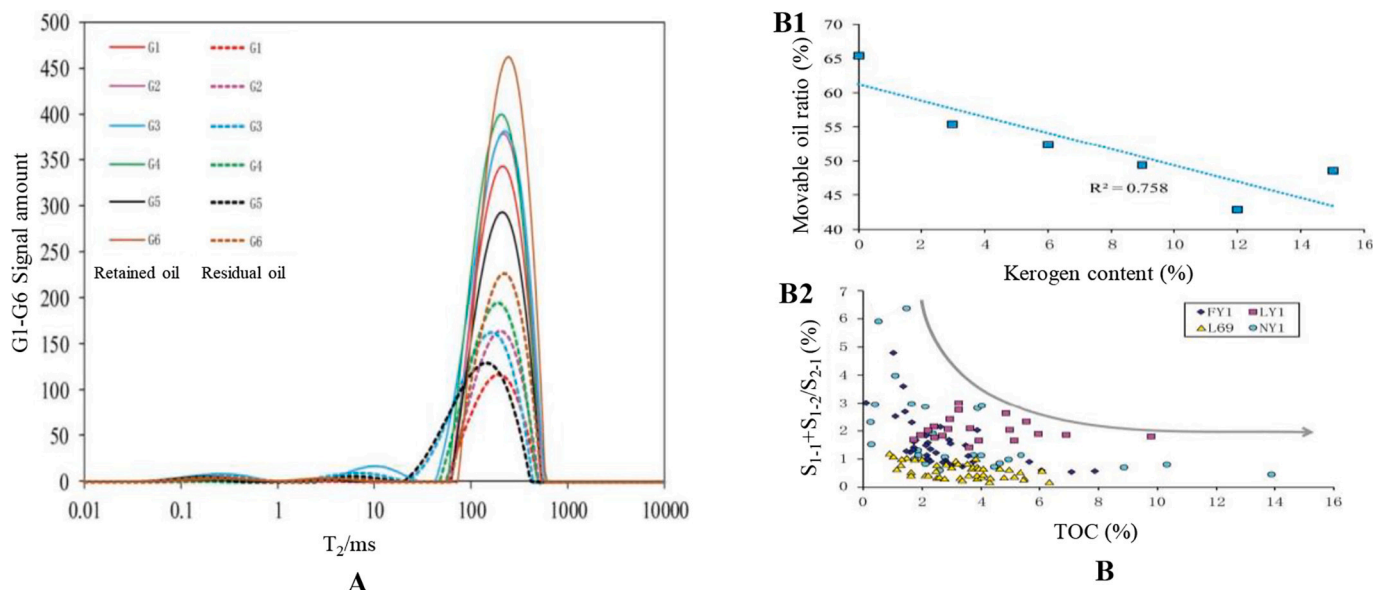 500
450
400
350
300
250
200
150
100
50
0
G1-G6 Signal amount
G1 G1
G2 G2
G3 G3
G4 G4
G5 G5
G6 G6
Retained oil Residual oil
0.01 0.1 1 10 100 1000 10000
T2/ms
A
B1
Movable oil ratio (%)
70
65
60
55
50
45
40
R² = 0.758
0 2 4 6 8 10 12 14 16
Kerogen content (%)
B2
S1-1+S1-2/S2-1 (%)
7
6
5
4
3
2
1
0
FY1 LY1
L69 NY1
0 2 4 6 8 10 12 14 16
TOC (%)
B